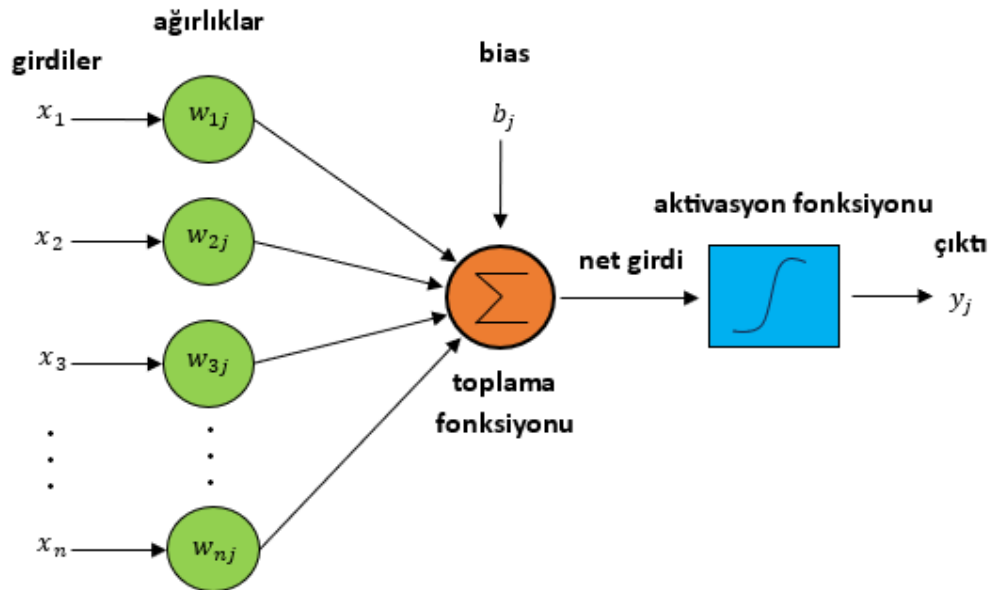 ağırlıklar
girdiler
bias
x₁
w₁ⱼ
bⱼ
x₂
w₂ⱼ
aktivasyon fonksiyonu
net girdi
çıktı
∑
yⱼ
x₃
w₃ⱼ
toplama
fonksiyonu
xₙ
wₙⱼ